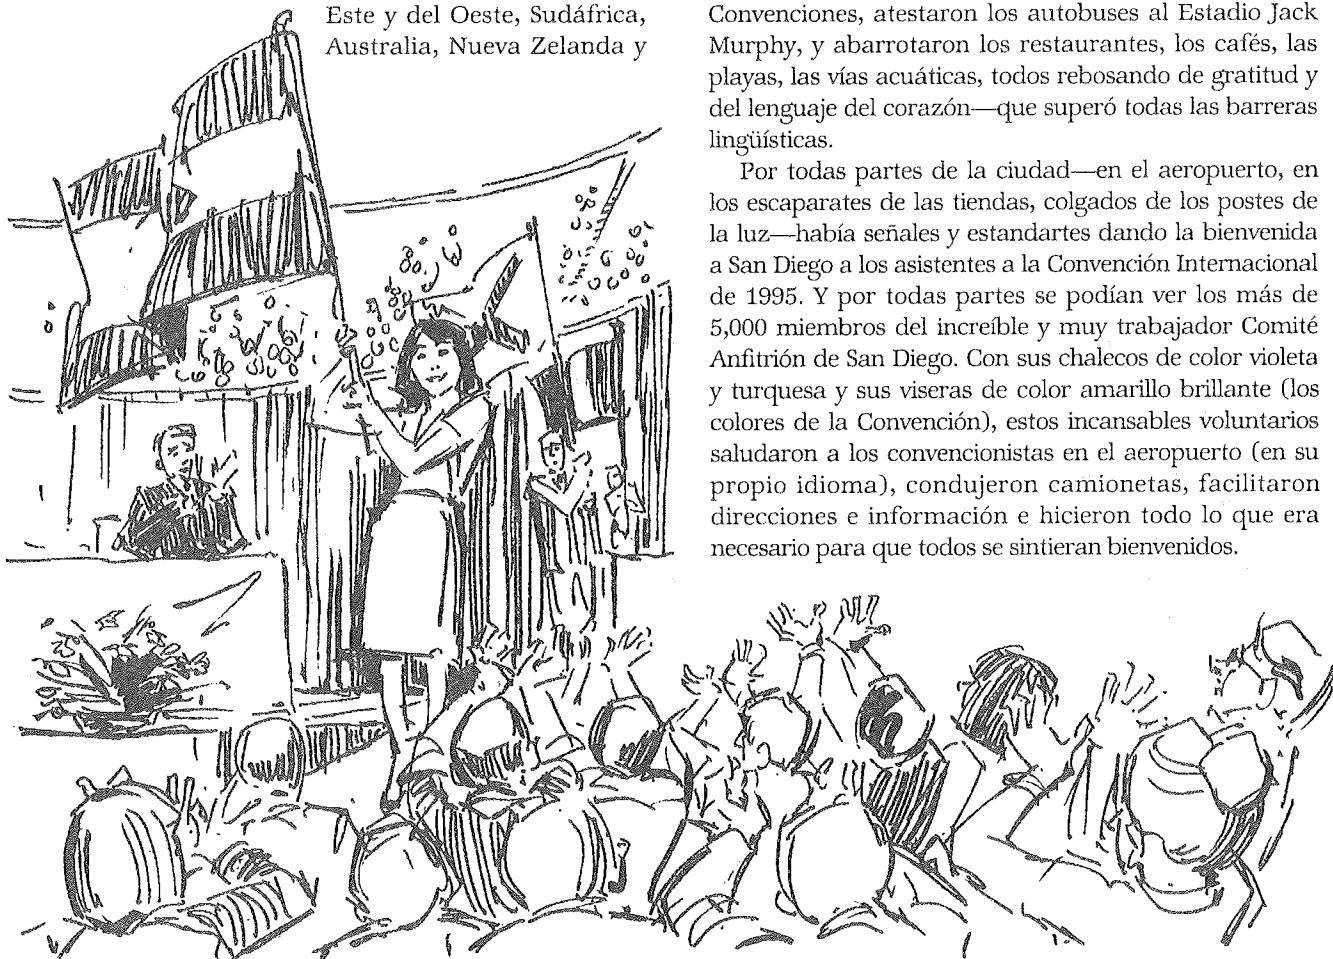 Este y del Oeste, Sudáfrica,
Australia, Nueva Zelanda y
Convenciones, atestaron los autobuses al Estadio Jack
Murphy, y abarrotaron los restaurantes, los cafés, las
playas, las vías acuáticas, todos rebosando de gratitud y
del lenguaje del corazón—que superó todas las barreras
lingüísticas.
Por todas partes de la ciudad—en el aeropuerto, en
los escaparates de las tiendas, colgados de los postes de
la luz—había señales y estandartes dando la bienvenida
a San Diego a los asistentes a la Convención Internacional
de 1995. Y por todas partes se podían ver los más de
5,000 miembros del increíble y muy trabajador Comité
Anfitrión de San Diego. Con sus chalecos de color violeta
y turquesa y sus viseras de color amarillo brillante (los
colores de la Convención), estos incansables voluntarios
saludaron a los convencionistas en el aeropuerto (en su
propio idioma), condujeron camionetas, facilitaron
direcciones e información e hicieron todo lo que era
necesario para que todos se sintieran bienvenidos.